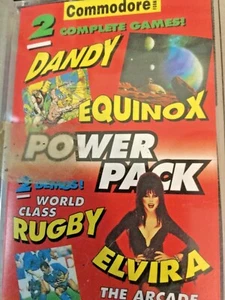 Commodore
2 COMPLETE GAMES!
DANDY
EQUINOX
POWER
PACK
2 DEMOS!
WORLD
CLASS
RUGBY
ELVIRA
THE ARCADE